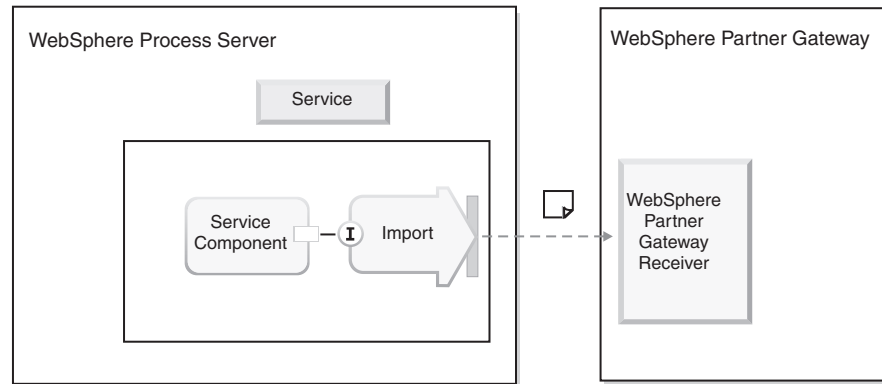 WebSphere Process Server
WebSphere Partner Gateway
Service
Service
Component
I
Import
WebSphere
Partner
Gateway
Receiver